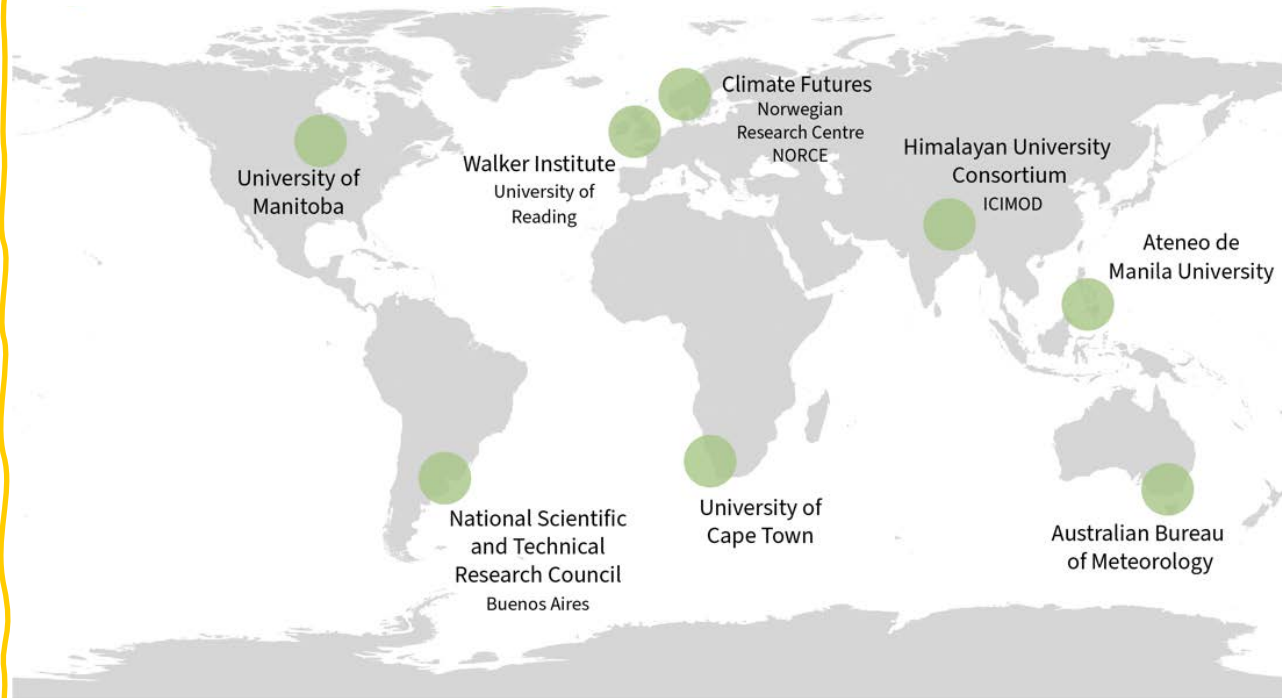 Climate Futures
Norwegian
Research Centre
NORCE
Walker Institute
University of
Reading
Himalayan University
Consortium
ICIMOD
University of
Manitoba
Ateneo de
Manila University
National Scientific
and Technical
Research Council
Buenos Aires
University of
Cape Town
Australian Bureau
of Meteorology